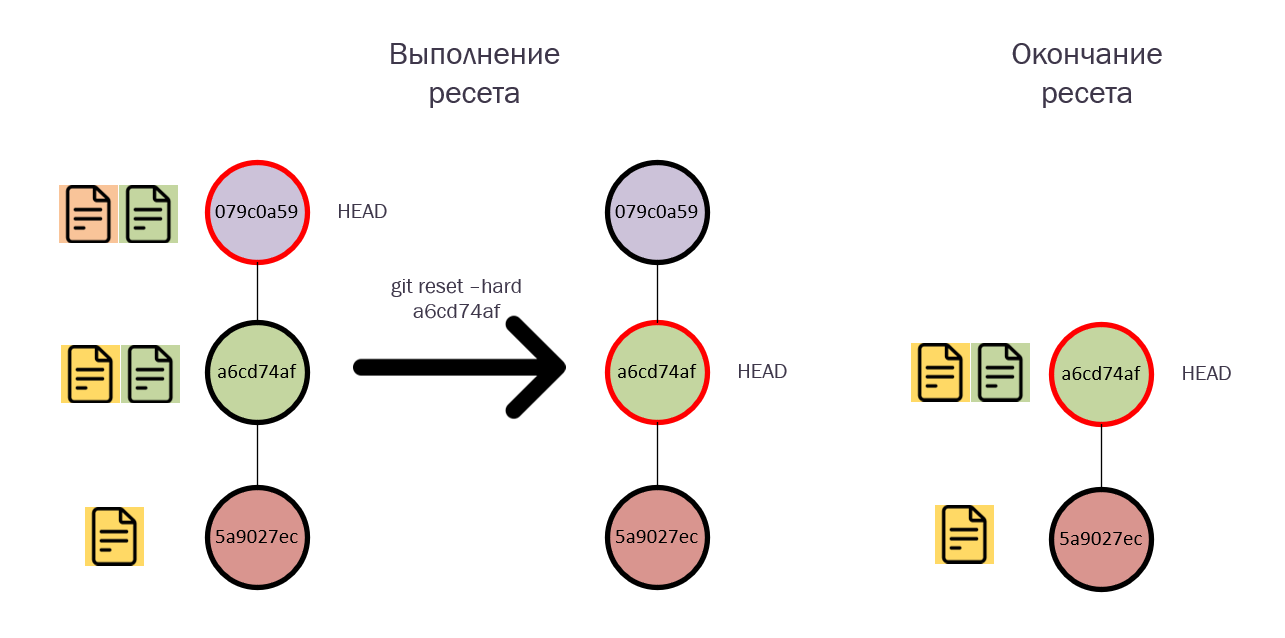 Выполнение
ресета
Окончание
ресета
079c0a59
HEAD
079c0a59
git reset –hard
a6cd74af
a6cd74af
a6cd74af
HEAD
a6cd74af
HEAD
5a9027ec
5a9027ec
5a9027ec